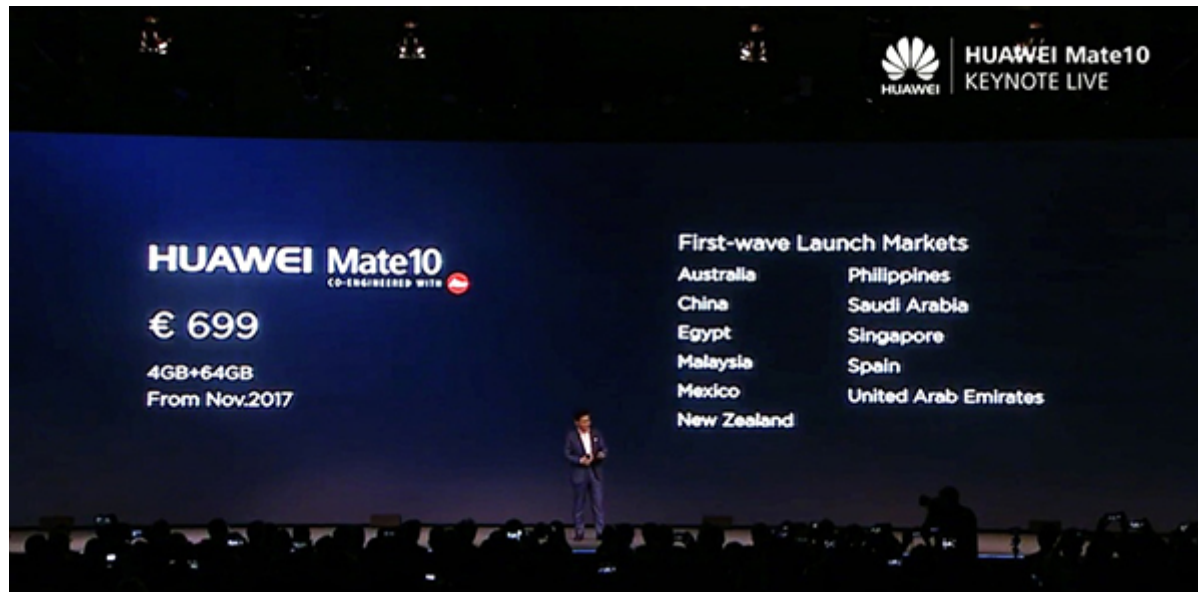 HUAWEI
HUAWEI Mate10
KEYNOTE LIVE
HUAWEI Mate10
CO-ENGINEERED WITH
€ 699
4GB+64GB
From Nov.2017
First-wave Launch Markets
Australia
China
Egypt
Malaysia
Mexico
New Zealand
Philippines
Saudi Arabia
Singapore
Spain
United Arab Emirates